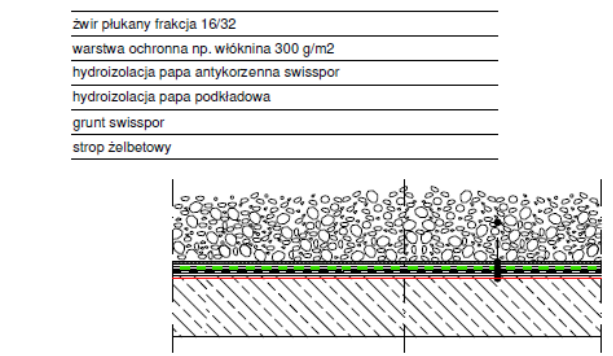 żwir płukany frakcja 16/32
warstwa ochronna np. włóknina 300 g/m2
hydroizolacja papa antykorzenna swisspor
hydroizolacja papa podkładowa
grunt swisspor
strop żelbetowy